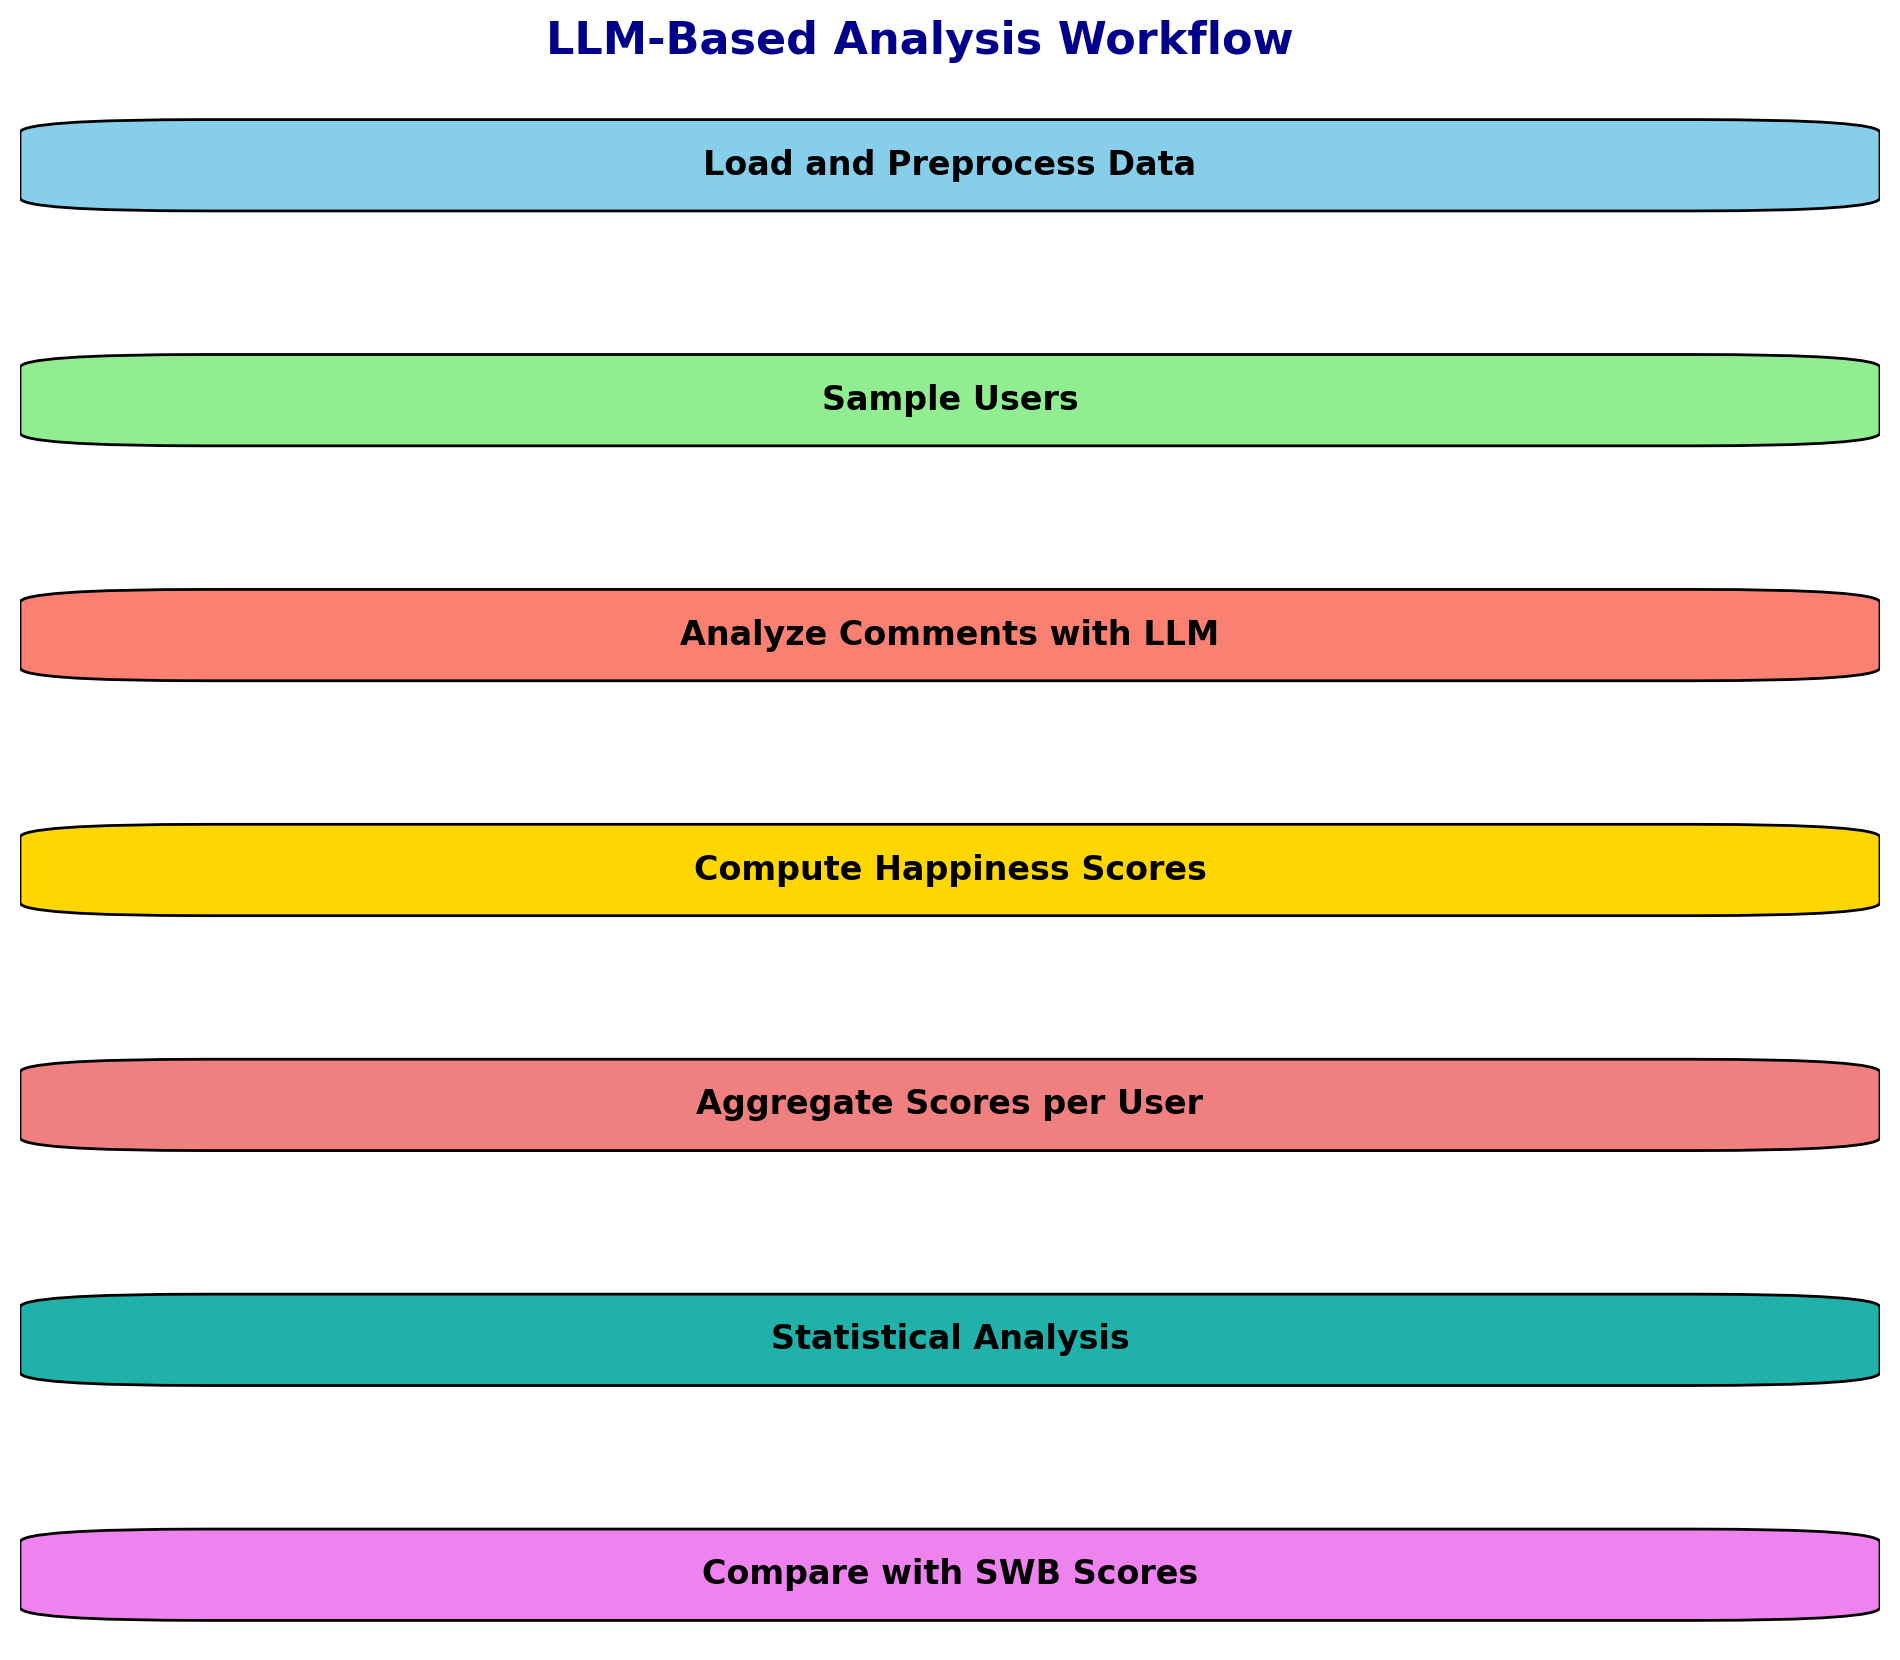 LLM-Based Analysis Workflow
Load and Preprocess Data
Sample Users
Analyze Comments with LLM
Compute Happiness Scores
Aggregate Scores per User
Statistical Analysis
Compare with SWB Scores